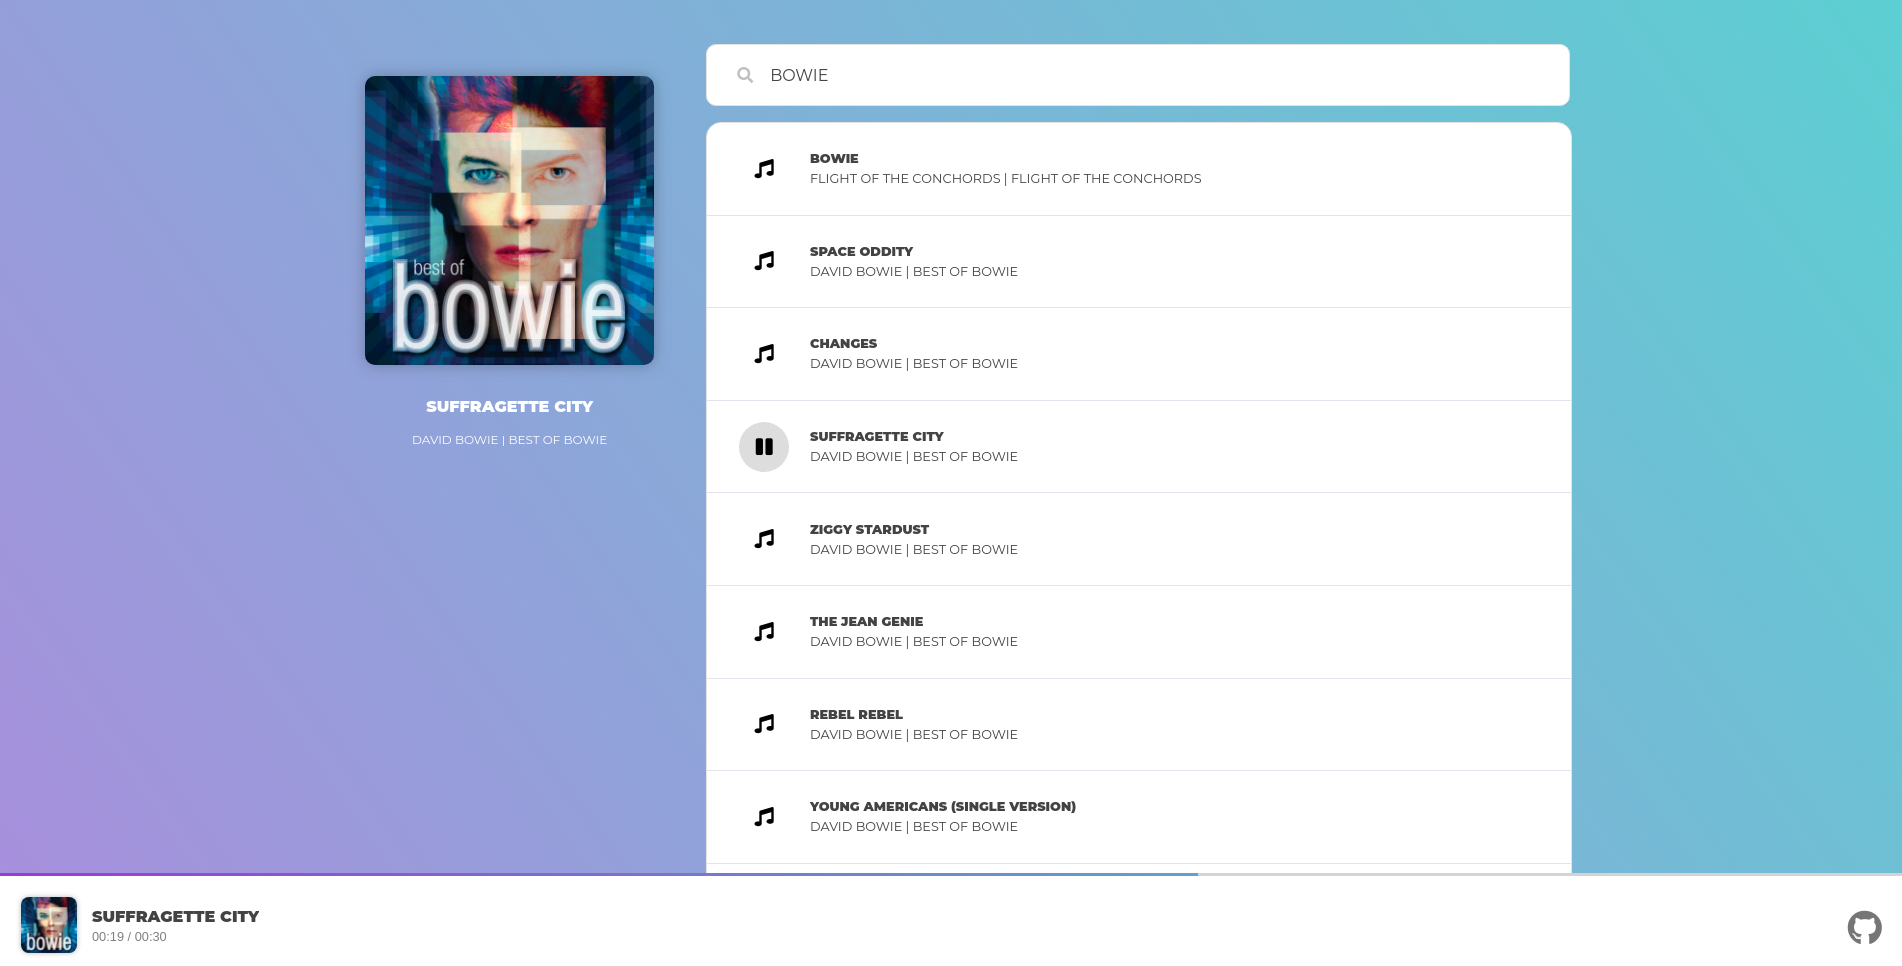 BOWIE
best of
bowie
SUFFRAGETTE CITY
DAVID BOWIE | BEST OF BOWIE
BOWIE
FLIGHT OF THE CONCHORDS | FLIGHT OF THE CONCHORDS
SPACE ODDITY
DAVID BOWIE | BEST OF BOWIE
CHANGES
DAVID BOWIE | BEST OF BOWIE
SUFFRAGETTE CITY
DAVID BOWIE | BEST OF BOWIE
ZIGGY STARDUST
DAVID BOWIE | BEST OF BOWIE
THE JEAN GENIE
DAVID BOWIE | BEST OF BOWIE
REBEL REBEL
DAVID BOWIE | BEST OF BOWIE
YOUNG AMERICANS (SINGLE VERSION)
DAVID BOWIE | BEST OF BOWIE
bowie
SUFFRAGETTE CITY
00:19 / 00:30